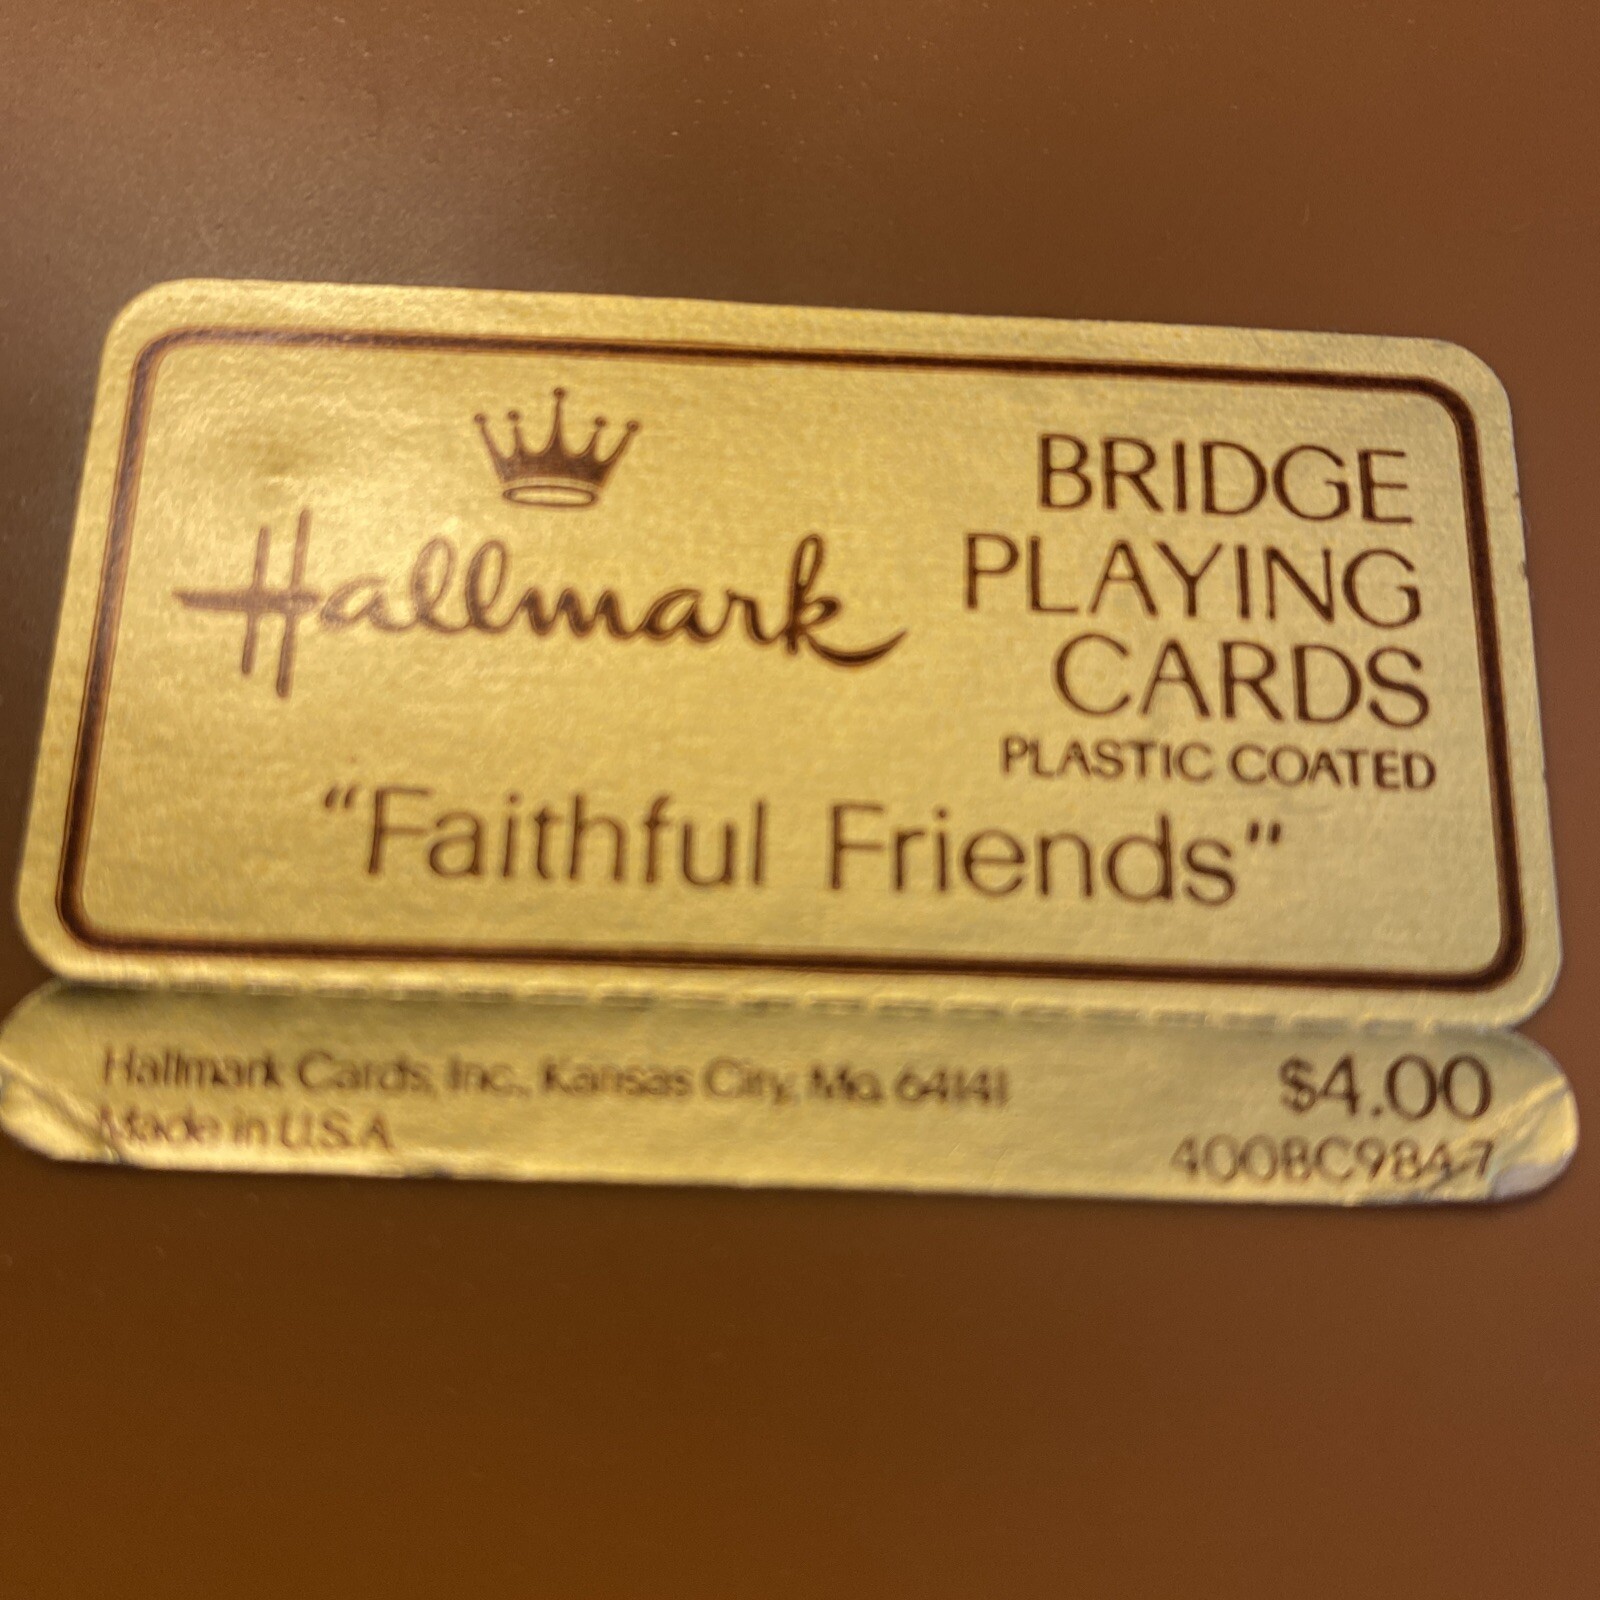 Hallmark
BRIDGE
PLAYING
CARDS
PLASTIC COATED
“Faithful Friends”
Hallmark Cards, Inc., Kansas City, Mo. 64141
Made in U.S.A.
$4.00
400BC984-7